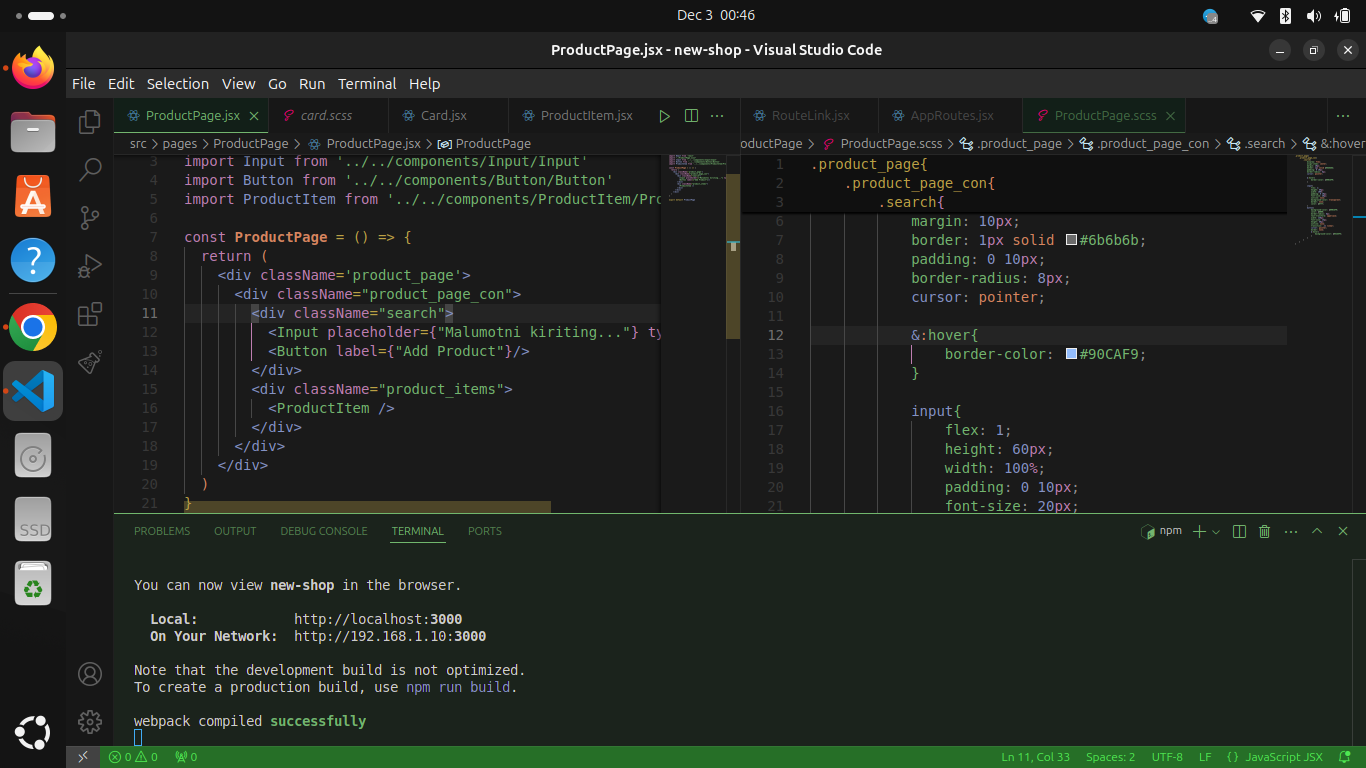 Dec 3 00:46
4
ProductPage.jsx - new-shop - Visual Studio Code
File Edit Selection View Go Run Terminal Help
ProductPage.jsx card.scss Card.jsx ProductItem.jsx
src > pages > ProductPage > ProductPage.jsx > ProductPage
3 import Input from '../../components/Input/Input'
4 import Button from '../../components/Button/Button'
5 import ProductItem from '../../components/ProductItem/Pro
6
7 const ProductPage = () => {
8 return (
9 <div className='product_page'>
10 <div className="product_page_con">
11 <div className="search">
12 <Input placeholder={"Malumotni kiriting..."} ty
13 <Button label={"Add Product"}/>
14 </div>
15 <div className="product_items">
16 <ProductItem />
17 </div>
18 </div>
19 </div>
20 )
21 }
RouteLink.jsx AppRoutes.jsx ProductPage.scss
oductPage > ProductPage.scss > .product_page > .product_page_con > .search > &:hover
1 .product_page{
2 .product_page_con{
3 .search{
6 margin: 10px;
7 border: 1px solid #6b6b6b;
8 padding: 0 10px;
9 border-radius: 8px;
10 cursor: pointer;
11
12 &:hover{
13 border-color: #90CAF9;
14 }
15
16 input{
17 flex: 1;
18 height: 60px;
19 width: 100%;
20 padding: 0 10px;
21 font-size: 20px;
PROBLEMS OUTPUT DEBUG CONSOLE TERMINAL PORTS
npm
You can now view new-shop in the browser.
Local: http://localhost:3000
On Your Network: http://192.168.1.10:3000
Note that the development build is not optimized.
To create a production build, use npm run build.
webpack compiled successfully
SSD
0 0 0 Ln 11, Col 33 Spaces: 2 UTF-8 LF { } JavaScript JSX